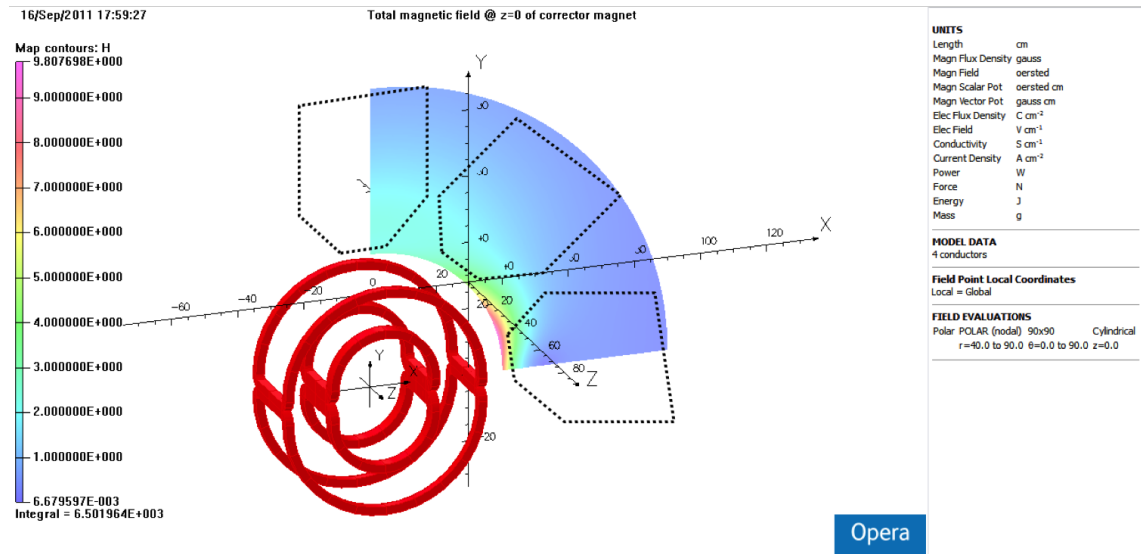 16/Sep/2011 17:59:27
Total magnetic field @ z=0 of corrector magnet
Map contours: H
9.807698E+000
9.000000E+000
8.000000E+000
7.000000E+000
6.000000E+000
5.000000E+000
4.000000E+000
3.000000E+000
2.000000E+000
1.000000E+000
6.679597E-003
Integral = 6.501964E+003
Y
X
120
100
20
0
-20
-40
-60
20
20
40
60
80
Z
Y
X
Z
-20
UNITS
Length cm
Magn Flux Density gauss
Magn Field oersted
Magn Scalar Pot oersted cm
Magn Vector Pot gauss cm
Elec Flux Density C cm⁻²
Elec Field V cm⁻¹
Conductivity S cm⁻¹
Current Density A cm⁻²
Power W
Force N
Energy J
Mass g
MODEL DATA
4 conductors
Field Point Local Coordinates
Local = Global
FIELD EVALUATIONS
Polar POLAR (nodal) 90x90 Cylindrical
r=40.0 to 90.0 θ=0.0 to 90.0 z=0.0
Opera